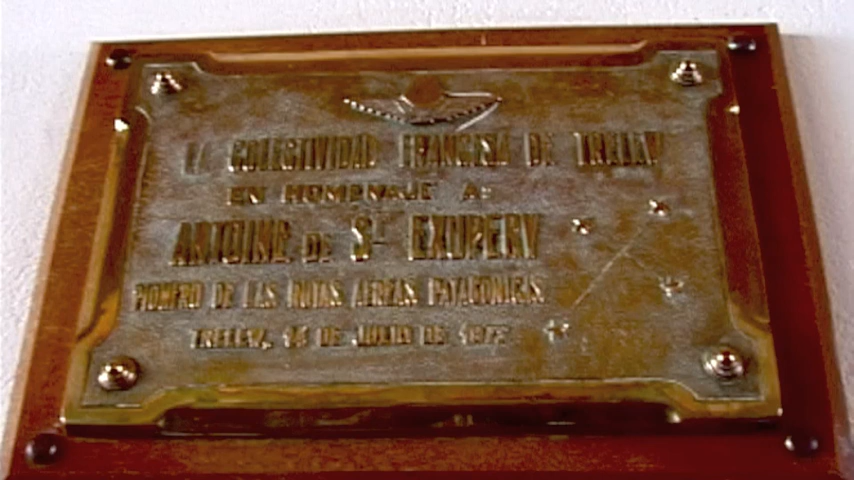 LA COLECTIVIDAD FRANCESA DE TRELEW
EN HOMENAJE A:
ANTOINE DE St EXUPERY
PIONERO DE LAS RUTAS AEREAS PATAGONICAS
TRELEW, 14 DE JULIO DE